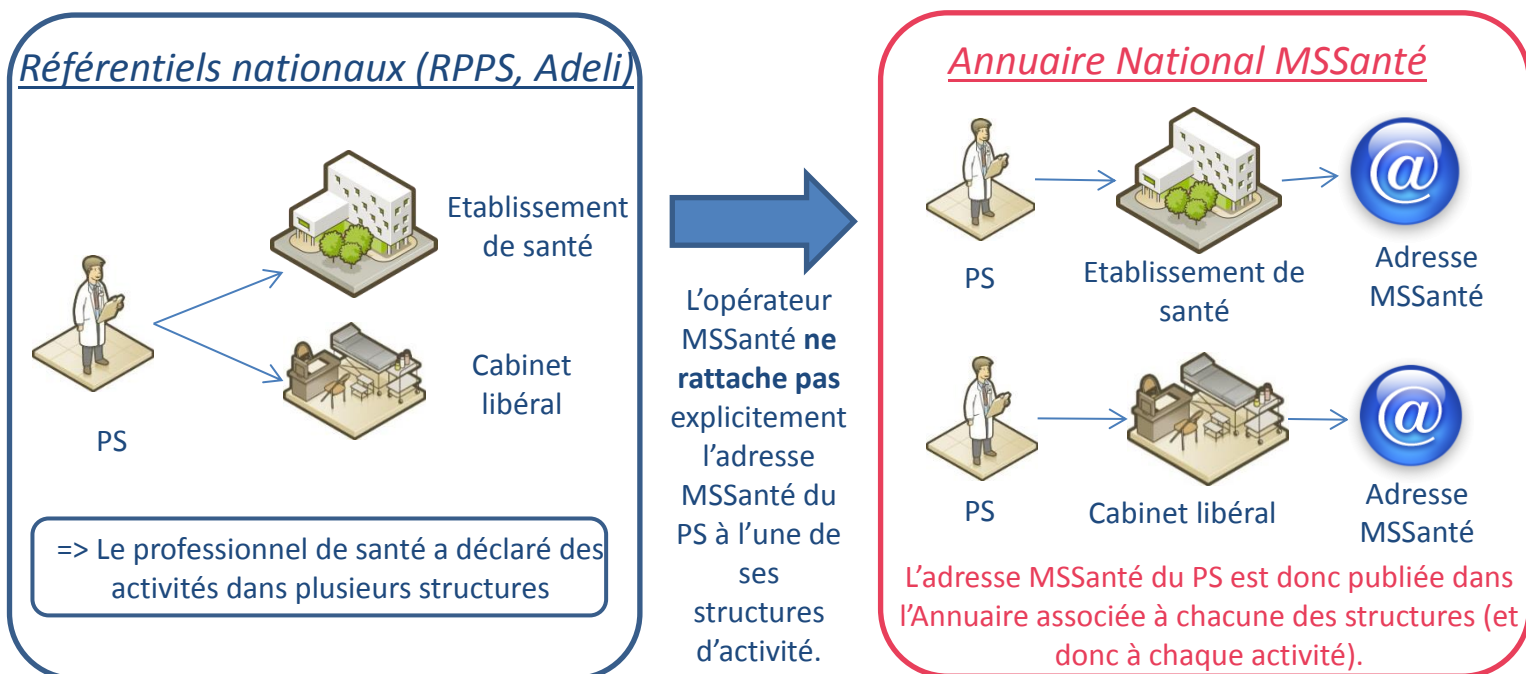 Référentiels nationaux (RPPS, Adeli)
Etablissement
de santé
PS
Cabinet
libéral
=> Le professionnel de santé a déclaré des
activités dans plusieurs structures
L’opérateur
MSSanté ne
rattache pas
explicitement
l’adresse
MSSanté du
PS à l’une de
ses
structures
d’activité.
Annuaire National MSSanté
PS
Etablissement de
santé
@
Adresse
MSSanté
PS
Cabinet libéral
@
Adresse
MSSanté
L’adresse MSSanté du PS est donc publiée dans
l’Annuaire associée à chacune des structures (et
donc à chaque activité).